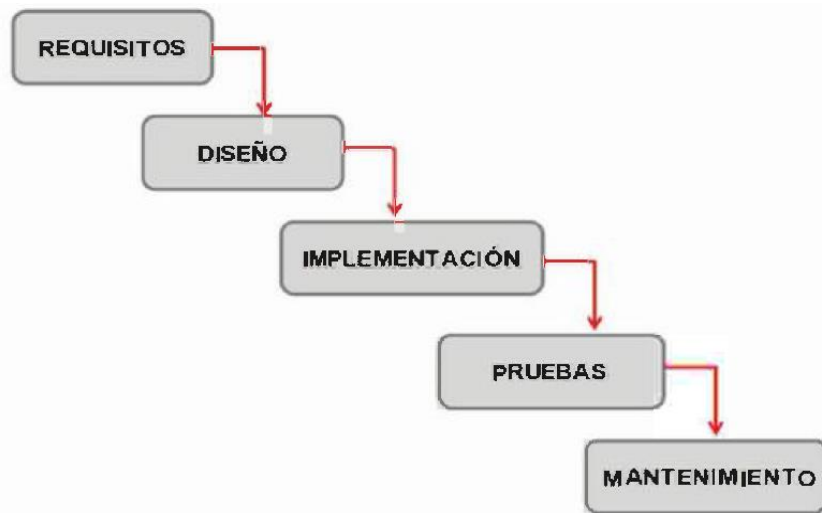 REQUISITOS
DISEÑO
IMPLEMENTACIÓN
PRUEBAS
MANTENIMIENTO